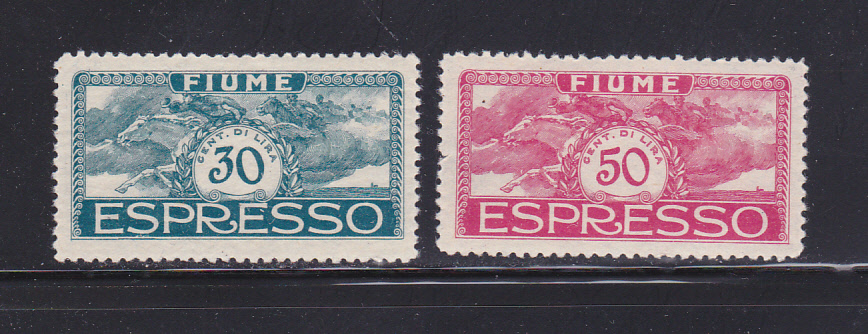 FIUME
CENT. DI LIRA
30
ESPRESSO
FIUME
CENT. DI LIRA
50
ESPRESSO